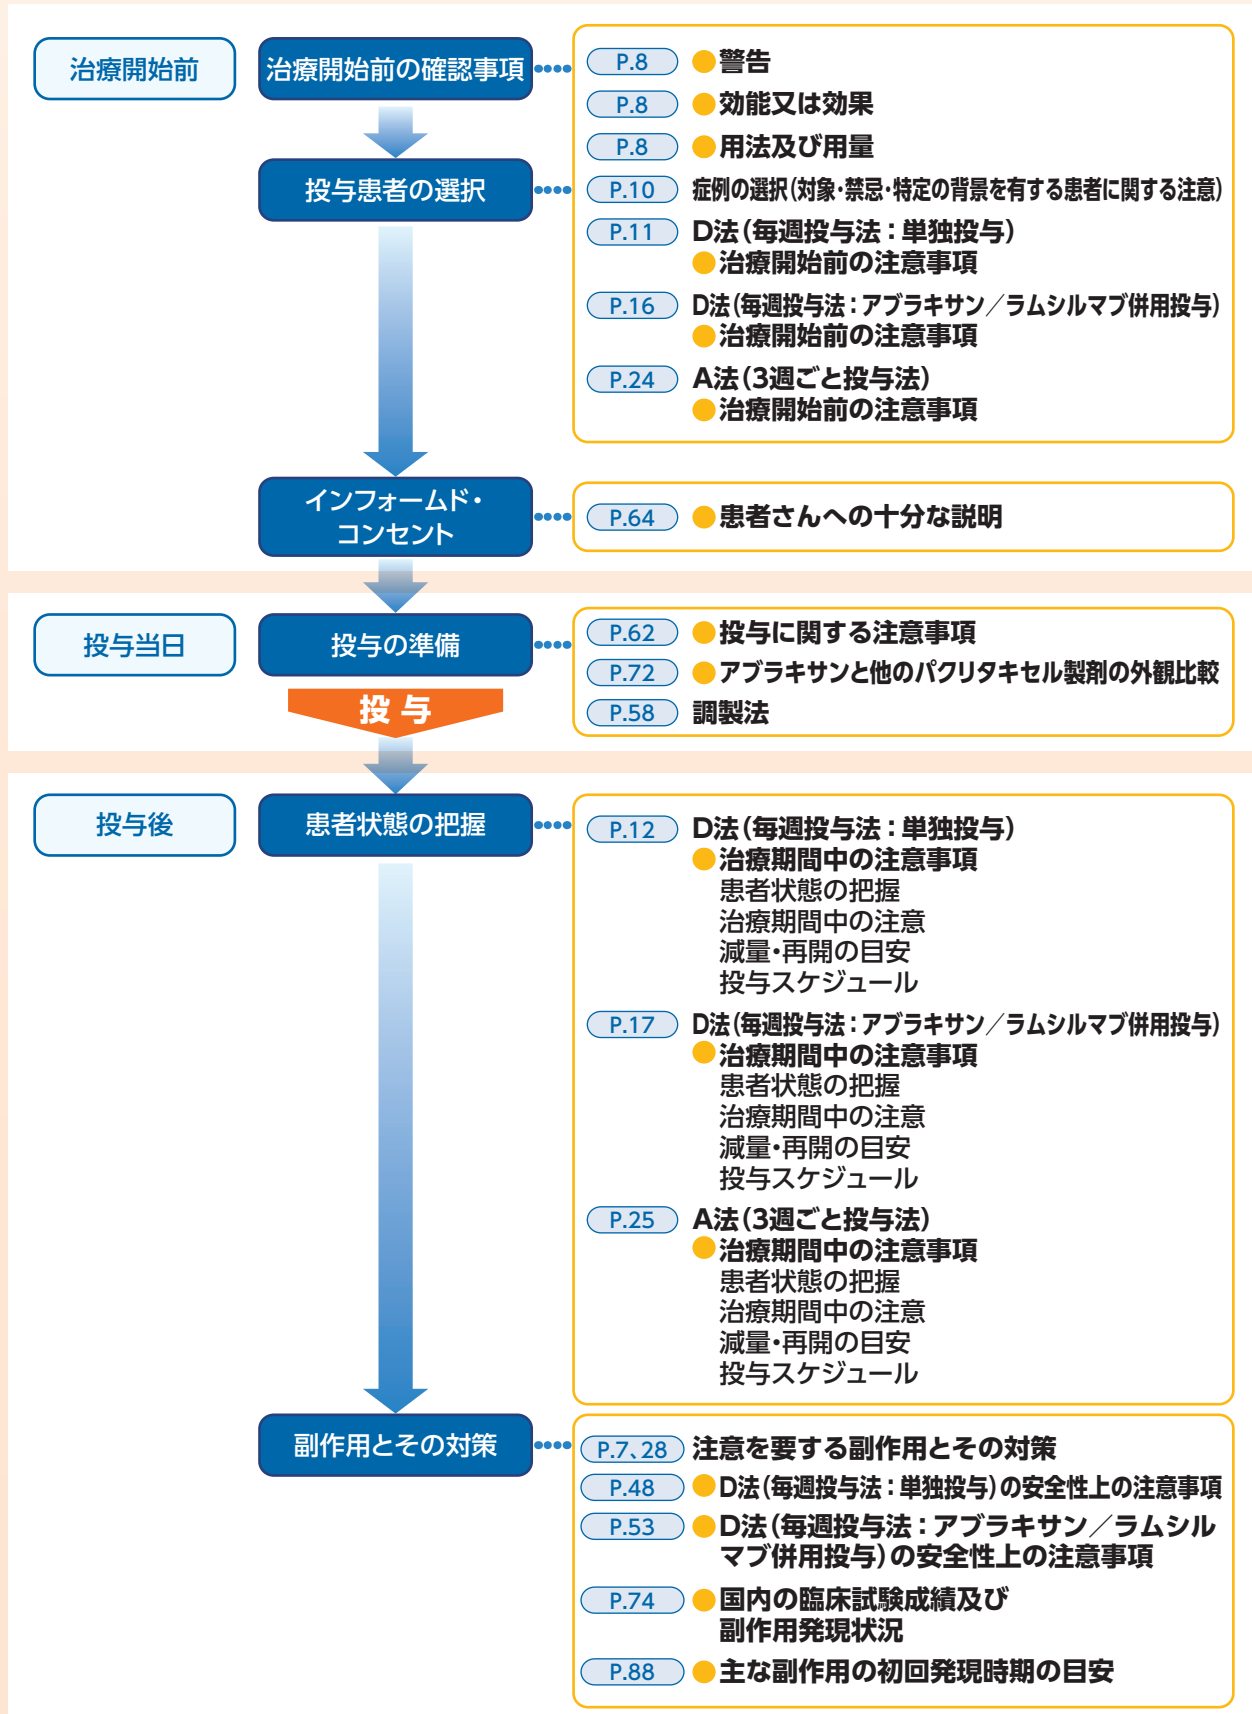 治療開始前
治療開始前の確認事項
P.8 ●警告
P.8 ●効能又は効果
P.8 ●用法及び用量
投与患者の選択
P.10 症例の選択（対象・禁忌・特定の背景を有する患者に関する注意）
P.11 D法（毎週投与法：単独投与）
●治療開始前の注意事項
P.16 D法（毎週投与法：アブラキサン／ラムシルマブ併用投与）
●治療開始前の注意事項
P.24 A法（3週ごと投与法）
●治療開始前の注意事項
インフォームド・
コンセント
P.64 ●患者さんへの十分な説明
投与当日
投与の準備
P.62 ●投与に関する注意事項
P.72 ●アブラキサンと他のパクリタキセル製剤の外観比較
P.58 調製法
投与
投与後
患者状態の把握
P.12 D法（毎週投与法：単独投与）
●治療期間中の注意事項
患者状態の把握
治療期間中の注意
減量・再開の目安
投与スケジュール
P.17 D法（毎週投与法：アブラキサン／ラムシルマブ併用投与）
●治療期間中の注意事項
患者状態の把握
治療期間中の注意
減量・再開の目安
投与スケジュール
P.25 A法（3週ごと投与法）
●治療期間中の注意事項
患者状態の把握
治療期間中の注意
減量・再開の目安
投与スケジュール
副作用とその対策
P.7、28 注意を要する副作用とその対策
P.48 ●D法（毎週投与法：単独投与）の安全性上の注意事項
P.53 ●D法（毎週投与法：アブラキサン／ラムシル
マブ併用投与）の安全性上の注意事項
P.74 ●国内の臨床試験成績及び
副作用発現状況
P.88 ●主な副作用の初回発現時期の目安